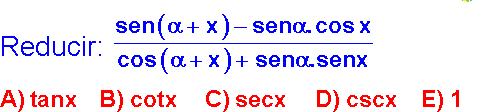 Reducir: sen(α + x) – senα. cos x / cos(α + x) + senα.senx
A) tanx B) cotx C) secx D) cscx E) 1